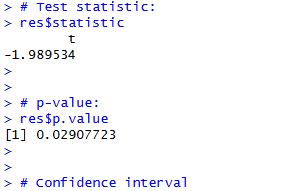 > # Test statistic:
> res$statistic
t
-1.989534
>
>
> # p-value:
> res$p.value
[1] 0.02907723
>
>
> # Confidence interval